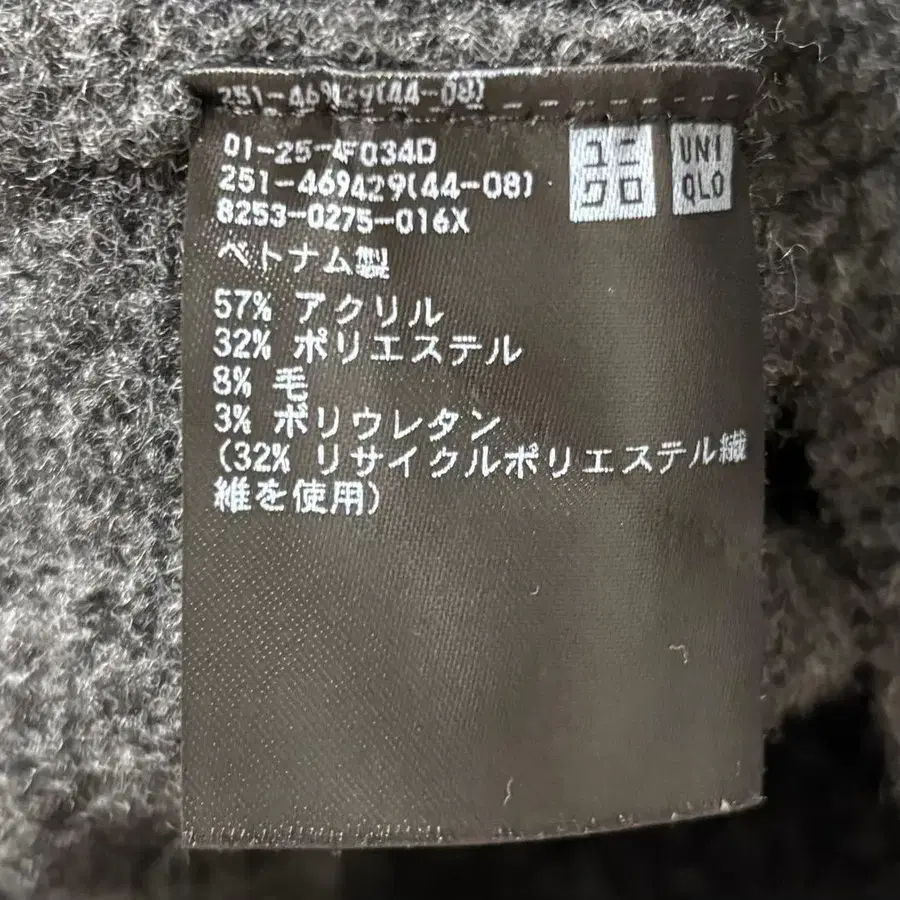 251-469429(44-08)
01-25-4F034D
251-469429(44-08)
8253-0275-016X
ユニ
クロ
UNI
QLO
ベトナム製
57% アクリル
32% ポリエステル
8% 毛
3% ポリウレタン
(32% リサイクルポリエステル繊
維を使用)